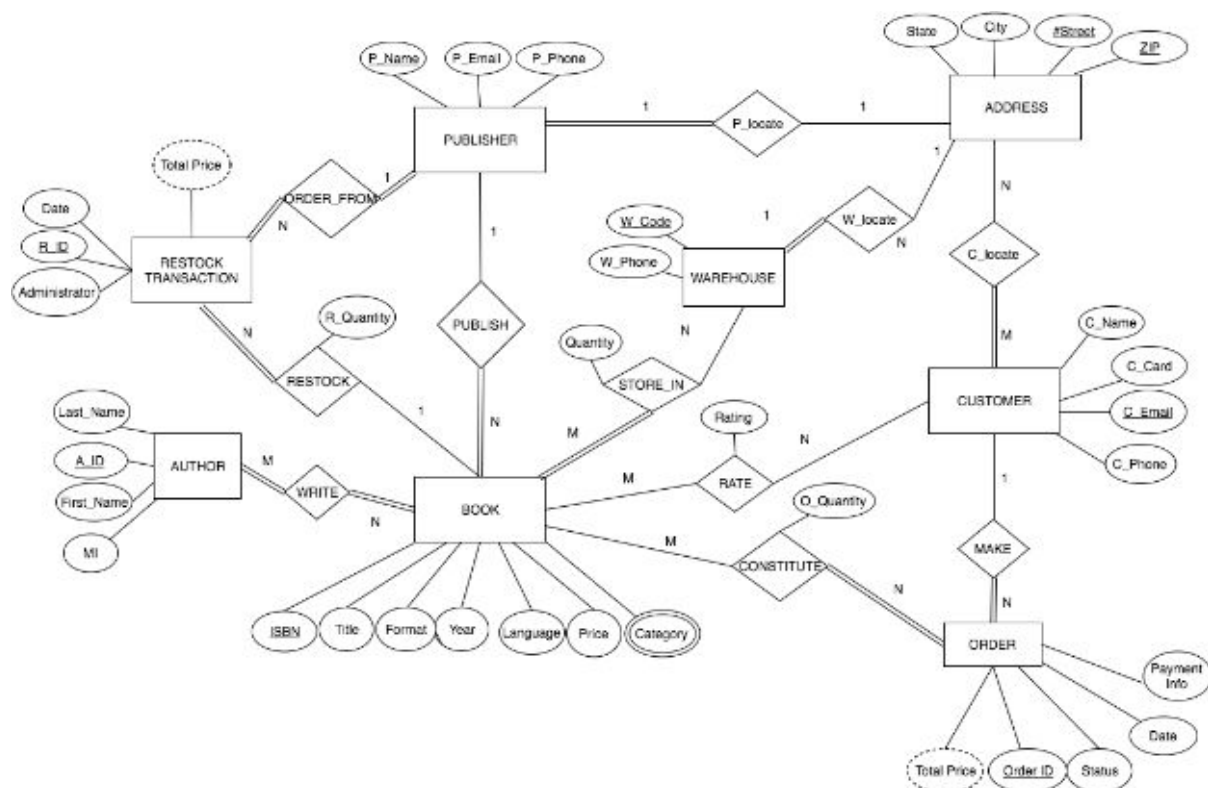 State
City
#Street
ZIP
P_Name
P_Email
P_Phone
ADDRESS
1
P_locate
1
PUBLISHER
Total Price
1
ORDER_FROM
N
1
N
Date
R_ID
Administrator
RESTOCK
TRANSACTION
1
W_Code
W_Phone
1
W_locate
N
WAREHOUSE
C_locate
N
R_Quantity
RESTOCK
PUBLISH
Quantity
N
STORE_IN
M
C_Name
C_Card
C_Email
C_Phone
CUSTOMER
1
N
M
Rating
N
M
RATE
Last_Name
A_ID
First_Name
MI
AUTHOR
M
WRITE
N
BOOK
O_Quantity
M
CONSTITUTE
N
1
MAKE
N
ISBN
Title
Format
Year
Language
Price
Category
ORDER
Payment
Info
Date
Total Price
Order ID
Status